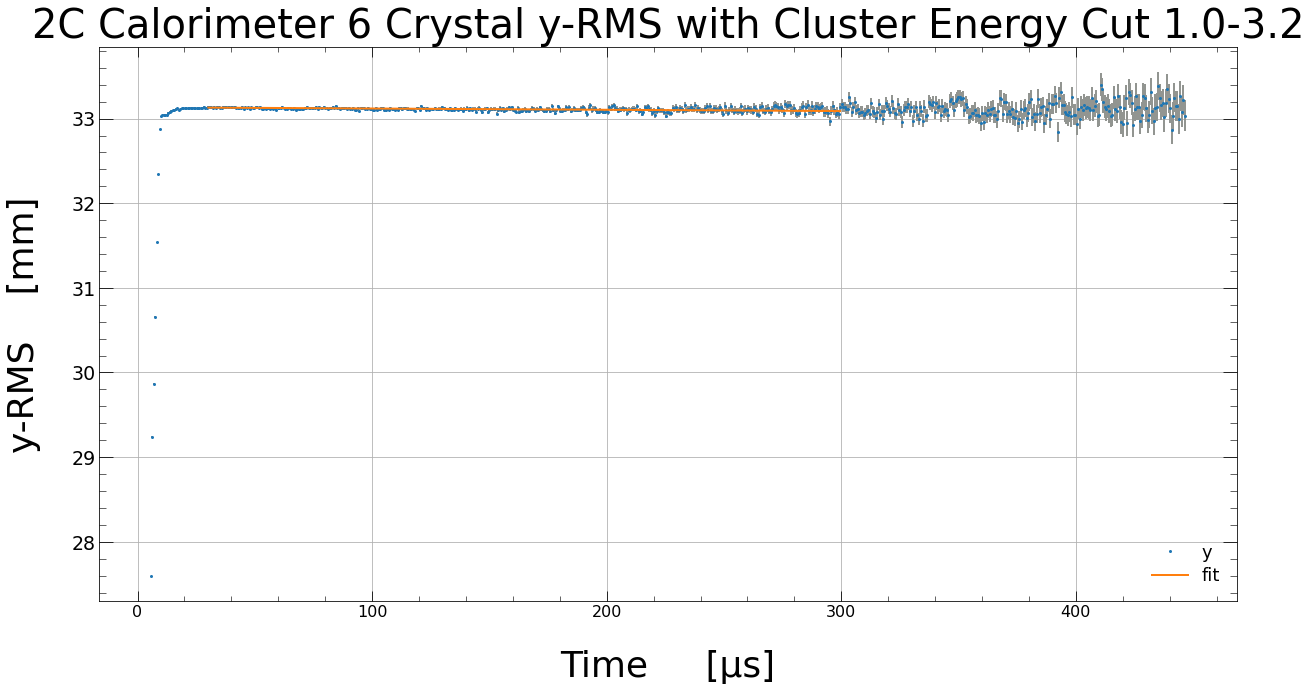 2C Calorimeter 6 Crystal y-RMS with Cluster Energy Cut 1.0-3.2
y-RMS [mm]
33
32
31
30
29
28
0 100 200 300 400
y
fit
Time [µs]